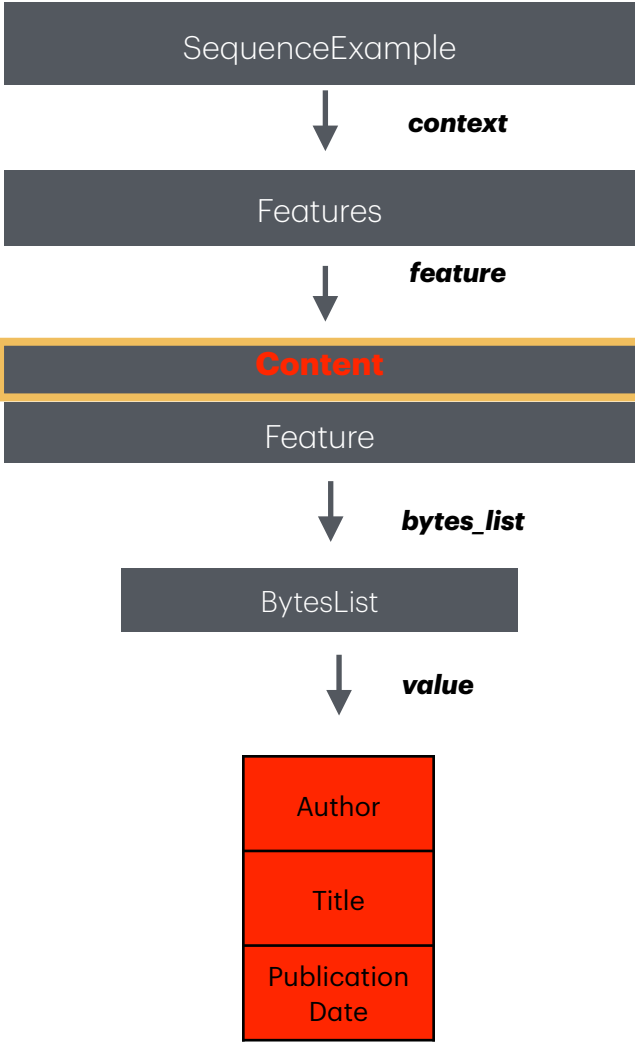 SequenceExample
context
Features
feature
Content
Feature
bytes_list
BytesList
value
Author
Title
Publication
Date